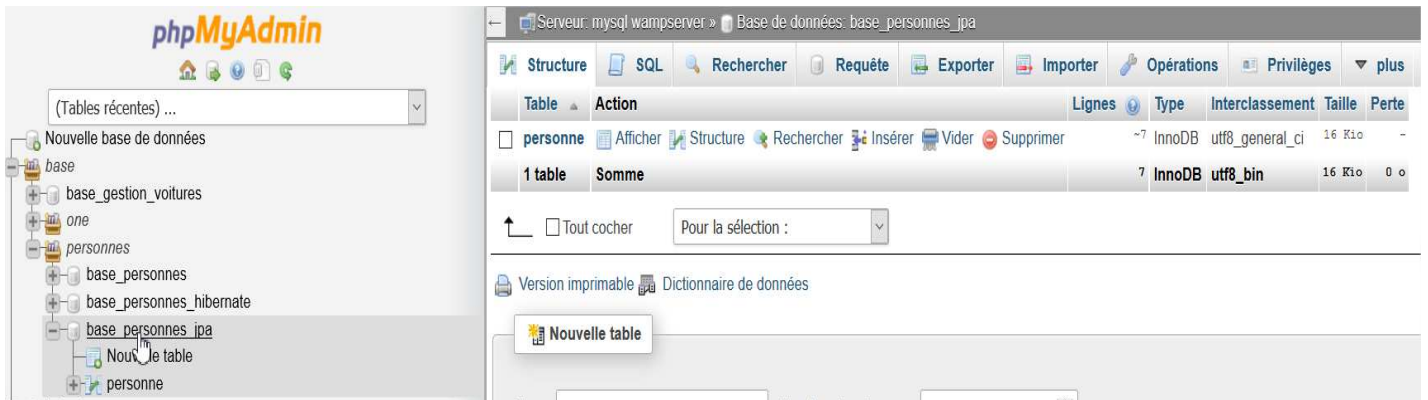 phpMyAdmin
(Tables récentes) ...
Nouvelle base de données
base
base_gestion_voitures
one
personnes
base_personnes
base_personnes_hibernate
base_personnes_jpa
Nouvelle table
personne
← Serveur: mysql wampserver » Base de données: base_personnes_jpa
Structure SQL Rechercher Requête Exporter Importer Opérations Privilèges plus
Table Action Lignes Type Interclassement Taille Perte
personne Afficher Structure Rechercher Insérer Vider Supprimer ~7 InnoDB utf8_general_ci 16 Kio -
1 table Somme 7 InnoDB utf8_bin 16 Kio 0 o
Tout cocher Pour la sélection :
Version imprimable Dictionnaire de données
Nouvelle table